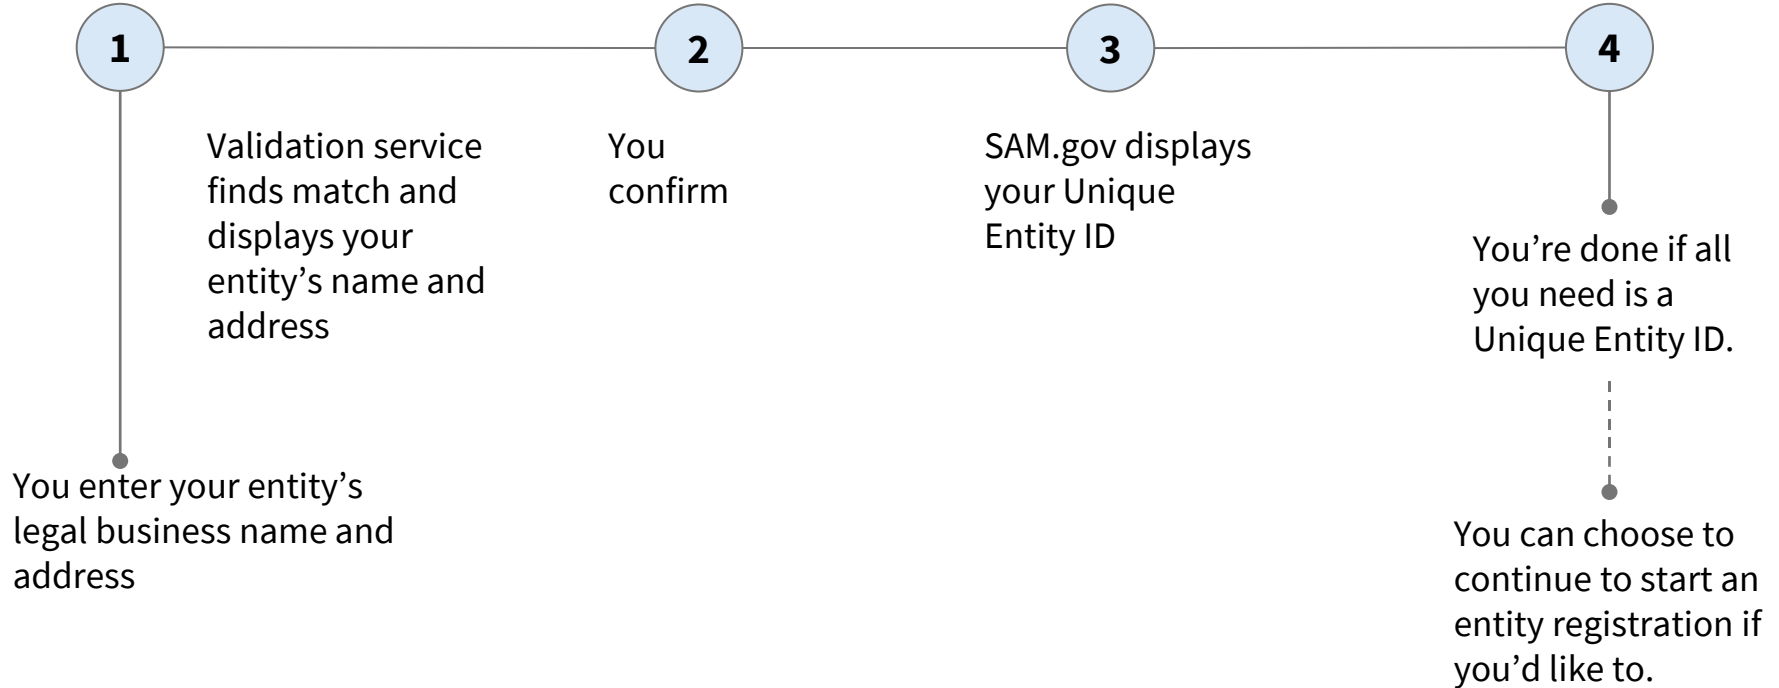 1
2
3
4
Validation service
finds match and
displays your
entity’s name and
address
You
confirm
SAM.gov displays
your Unique
Entity ID
You’re done if all
you need is a
Unique Entity ID.
You enter your entity’s
legal business name and
address
You can choose to
continue to start an
entity registration if
you’d like to.